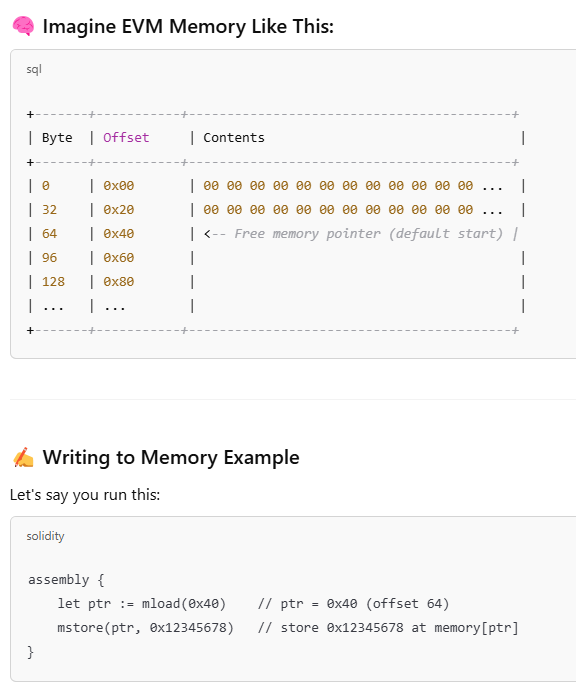 🧠 Imagine EVM Memory Like This:
sql
+-------+-----------+-----------------------------------------+
| Byte  | Offset    | Contents                                |
+-------+-----------+-----------------------------------------+
| 0     | 0x00      | 00 00 00 00 00 00 00 00 00 00 00 00 ...  |
| 32    | 0x20      | 00 00 00 00 00 00 00 00 00 00 00 00 ...  |
| 64    | 0x40      | <-- Free memory pointer (default start) |
| 96    | 0x60      |                                         |
| 128   | 0x80      |                                         |
| ...   | ...       |                                         |
+-------+-----------+-----------------------------------------+
✍️ Writing to Memory Example
Let's say you run this:
solidity
assembly {
    let ptr := mload(0x40)    // ptr = 0x40 (offset 64)
    mstore(ptr, 0x12345678)   // store 0x12345678 at memory[ptr]
}